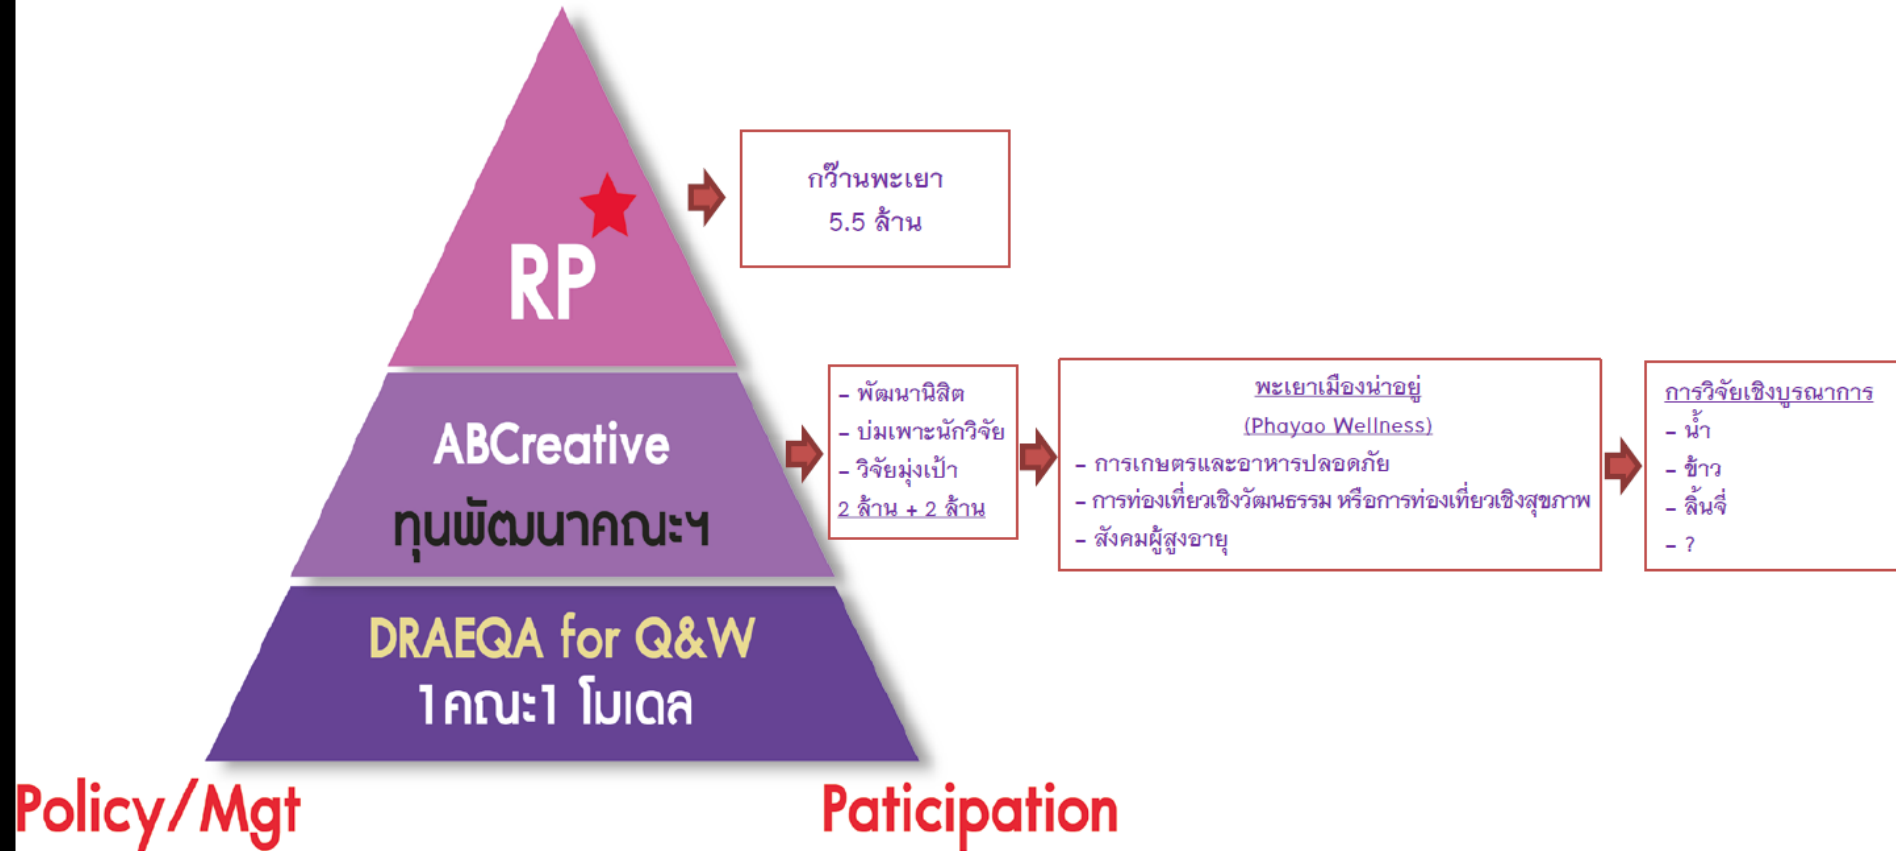 RP
กว๊านพะเยา
5.5 ล้าน
ABCreative
ทุนพัฒนาคณะฯ
- พัฒนานิสิต
- บ่มเพาะนักวิจัย
- วิจัยมุ่งเป้า
2 ล้าน + 2 ล้าน
พะเยาเมืองน่าอยู่
(Phayao Wellness)
- การเกษตรและอาหารปลอดภัย
- การท่องเที่ยวเชิงวัฒนธรรม หรือการท่องเที่ยวเชิงสุขภาพ
- สังคมผู้สูงอายุ
การวิจัยเชิงบูรณาการ
- น้ำ
- ข้าว
- ลิ้นจี่
- ?
DRAEQA for Q&W
1คณะ1 โมเดล
Policy/Mgt
Paticipation